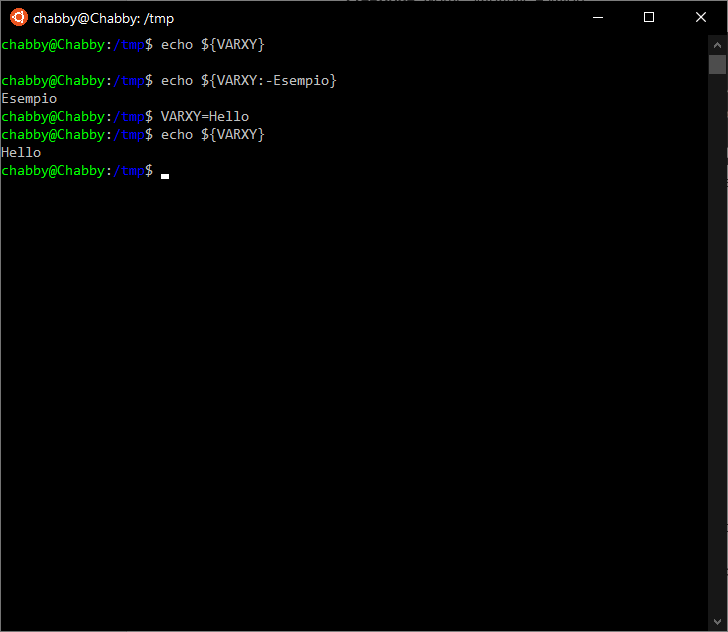 chabby@Chabby: /tmp
chabby@Chabby:/tmp$ echo ${VARXY}
chabby@Chabby:/tmp$ echo ${VARXY:-Esempio}
Esempio
chabby@Chabby:/tmp$ VARXY=Hello
chabby@Chabby:/tmp$ echo ${VARXY}
Hello
chabby@Chabby:/tmp$